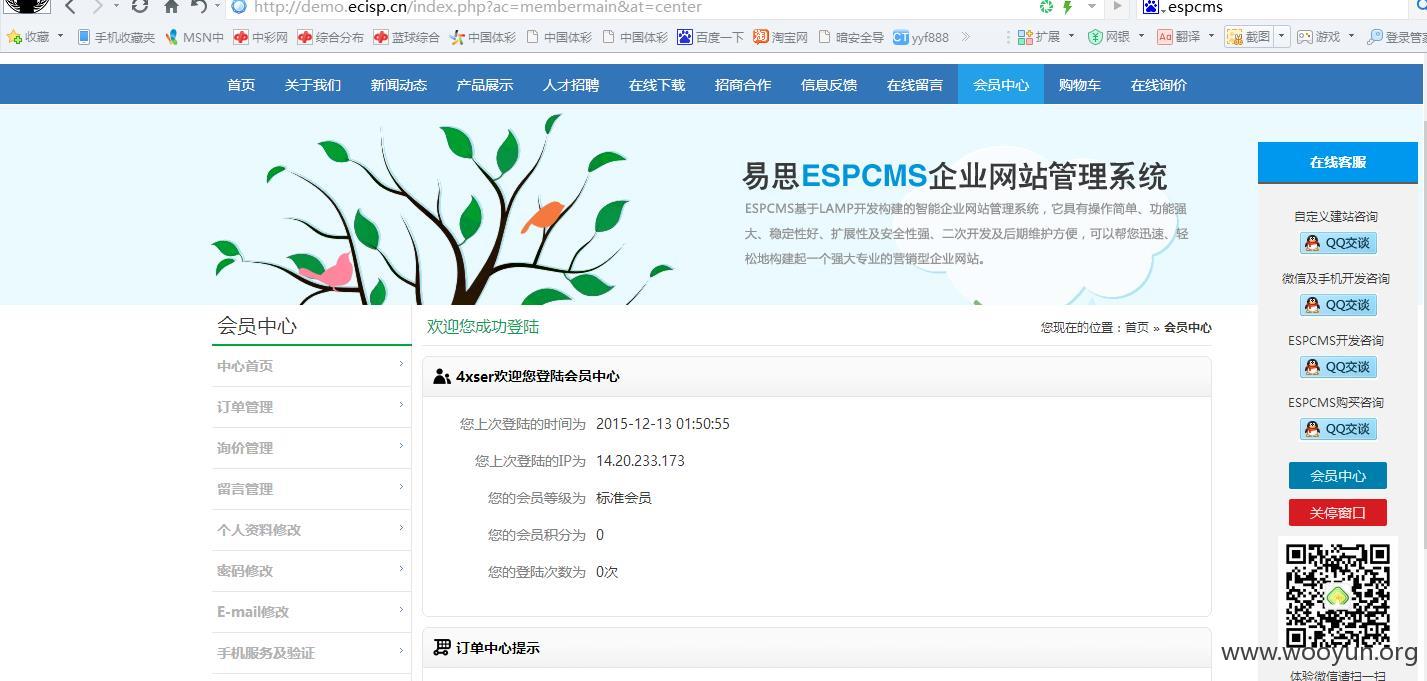 http://demo.ecisp.cn/index.php?ac=membermain&at=center
espcms
收藏 手机收藏夹 MSN中 中彩网 综合分布 蓝球综合 中国体彩 中国体彩 中国体彩 百度一下 淘宝网 暗安全导 CT yyf888 » 扩展 网银 Aa 翻译 截图 游戏 登录管家
首页 关于我们 新闻动态 产品展示 人才招聘 在线下载 招商合作 信息反馈 在线留言 会员中心 购物车 在线询价
易思ESPCMS企业网站管理系统
ESPCMS基于LAMP开发构建的智能企业网站管理系统，它具有操作简单、功能强
大、稳定性好、扩展性及安全性强、二次开发及后期维护方便，可以帮您迅速、轻
松地构建起一个强大专业的营销型企业网站。
在线客服
自定义建站咨询
QQ交谈
微信及手机开发咨询
QQ交谈
ESPCMS开发咨询
QQ交谈
ESPCMS购买咨询
QQ交谈
会员中心
关停窗口
体验微信请扫一扫
会员中心
中心首页
订单管理
询价管理
留言管理
个人资料修改
密码修改
E-mail修改
手机服务及验证
欢迎您成功登陆
您现在的位置：首页 » 会员中心
4xser欢迎您登陆会员中心
您上次登陆的时间为 2015-12-13 01:50:55
您上次登陆的IP为 14.20.233.173
您的会员等级为 标准会员
您的会员积分为 0
您的登陆次数为 0次
订单中心提示
www.wooyun.org